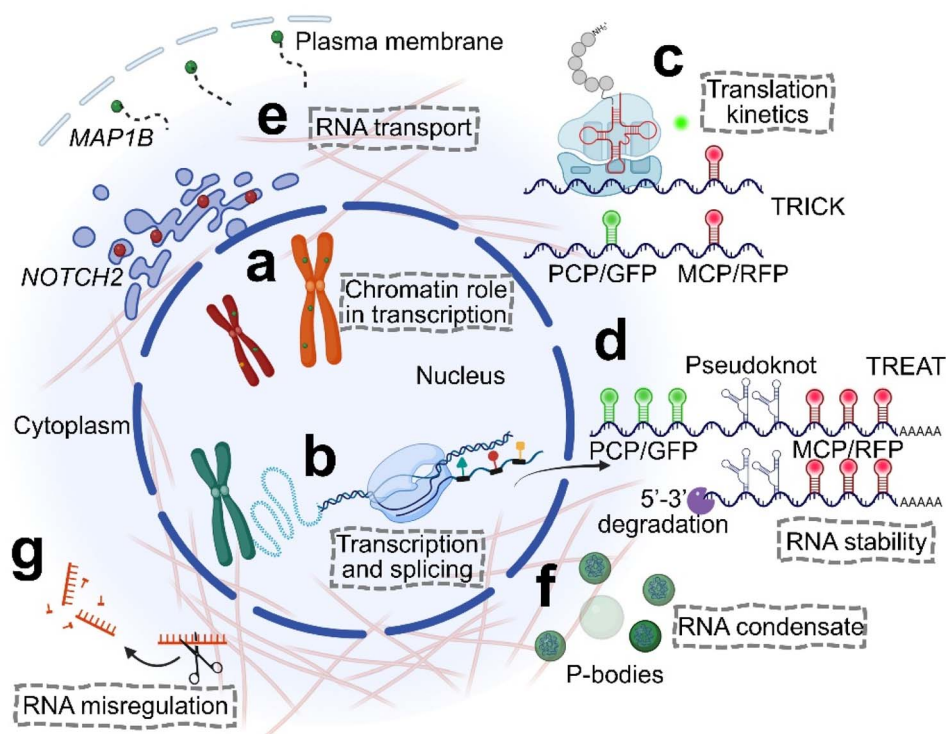 Plasma membrane
MAP1B
e
RNA transport
NOTCH2
NH₂⁺
c
Translation
kinetics
TRICK
PCP/GFP
MCP/RFP
a
Chromatin role
in transcription
Nucleus
Cytoplasm
b
Transcription
and splicing
d
Pseudoknot
TREAT
AAAAA
PCP/GFP
MCP/RFP
5'-3'
degradation
AAAAA
RNA stability
g
RNA misregulation
f
RNA condensate
P-bodies